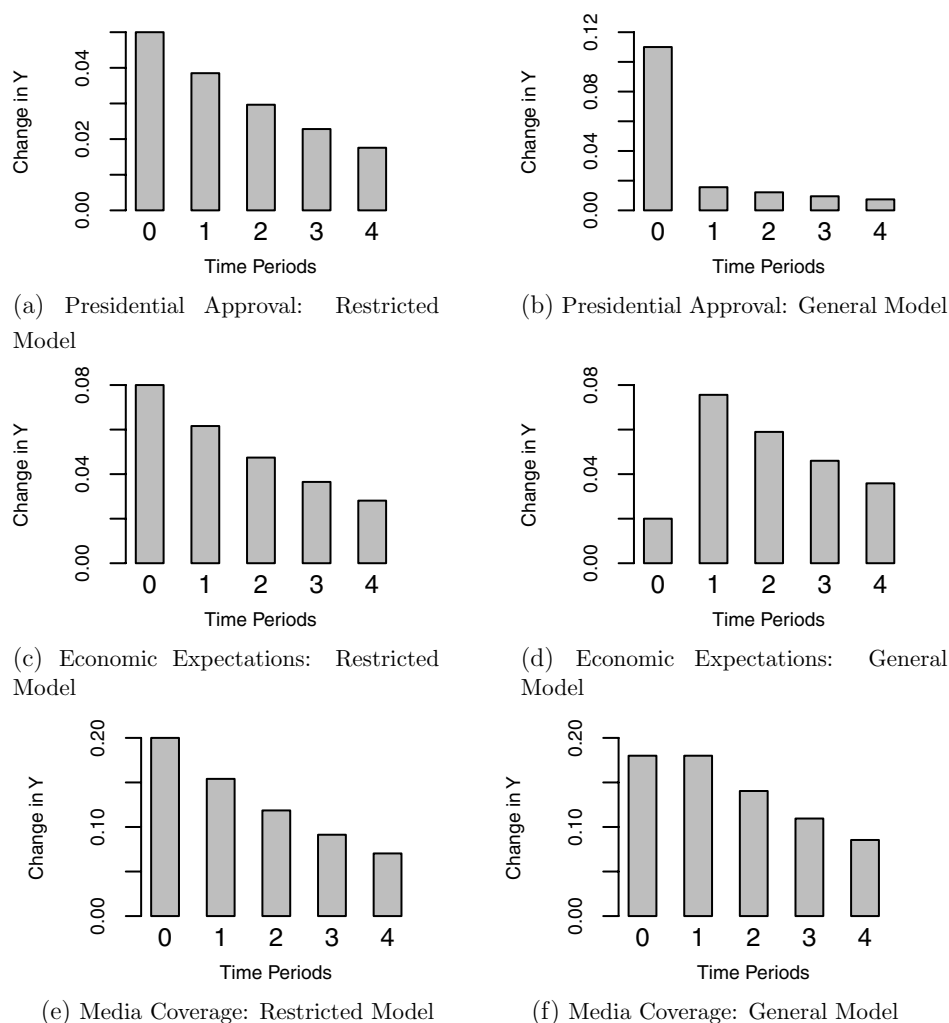 Change in Y
0.00 0.02 0.04
0 1 2 3 4
Time Periods
(a) Presidential Approval: Restricted
Model
Change in Y
0.00 0.04 0.08 0.12
0 1 2 3 4
Time Periods
(b) Presidential Approval: General Model
Change in Y
0.00 0.04 0.08
0 1 2 3 4
Time Periods
(c) Economic Expectations: Restricted
Model
Change in Y
0.00 0.04 0.08
0 1 2 3 4
Time Periods
(d) Economic Expectations: General
Model
Change in Y
0.00 0.10 0.20
0 1 2 3 4
Time Periods
(e) Media Coverage: Restricted Model
Change in Y
0.00 0.10 0.20
0 1 2 3 4
Time Periods
(f) Media Coverage: General Model